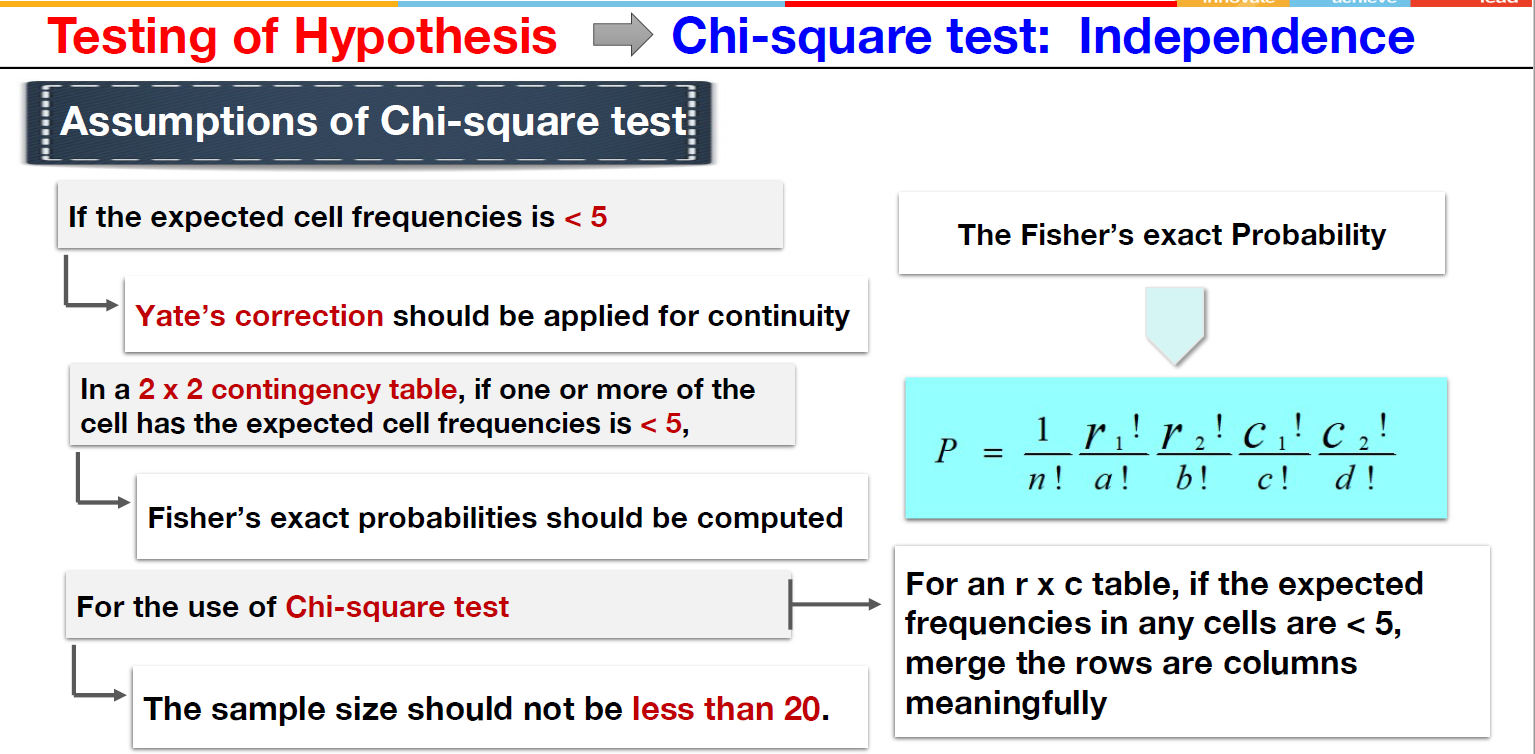 innovate achieve lead
Testing of Hypothesis Chi-square test: Independence
Assumptions of Chi-square test
If the expected cell frequencies is < 5
Yate’s correction should be applied for continuity
In a 2 x 2 contingency table, if one or more of the
cell has the expected cell frequencies is < 5,
Fisher’s exact probabilities should be computed
For the use of Chi-square test
The sample size should not be less than 20.
The Fisher’s exact Probability
P = 1/n! r₁!/a! r₂!/b! c₁!/c! c₂!/d!
For an r x c table, if the expected
frequencies in any cells are < 5,
merge the rows are columns
meaningfully